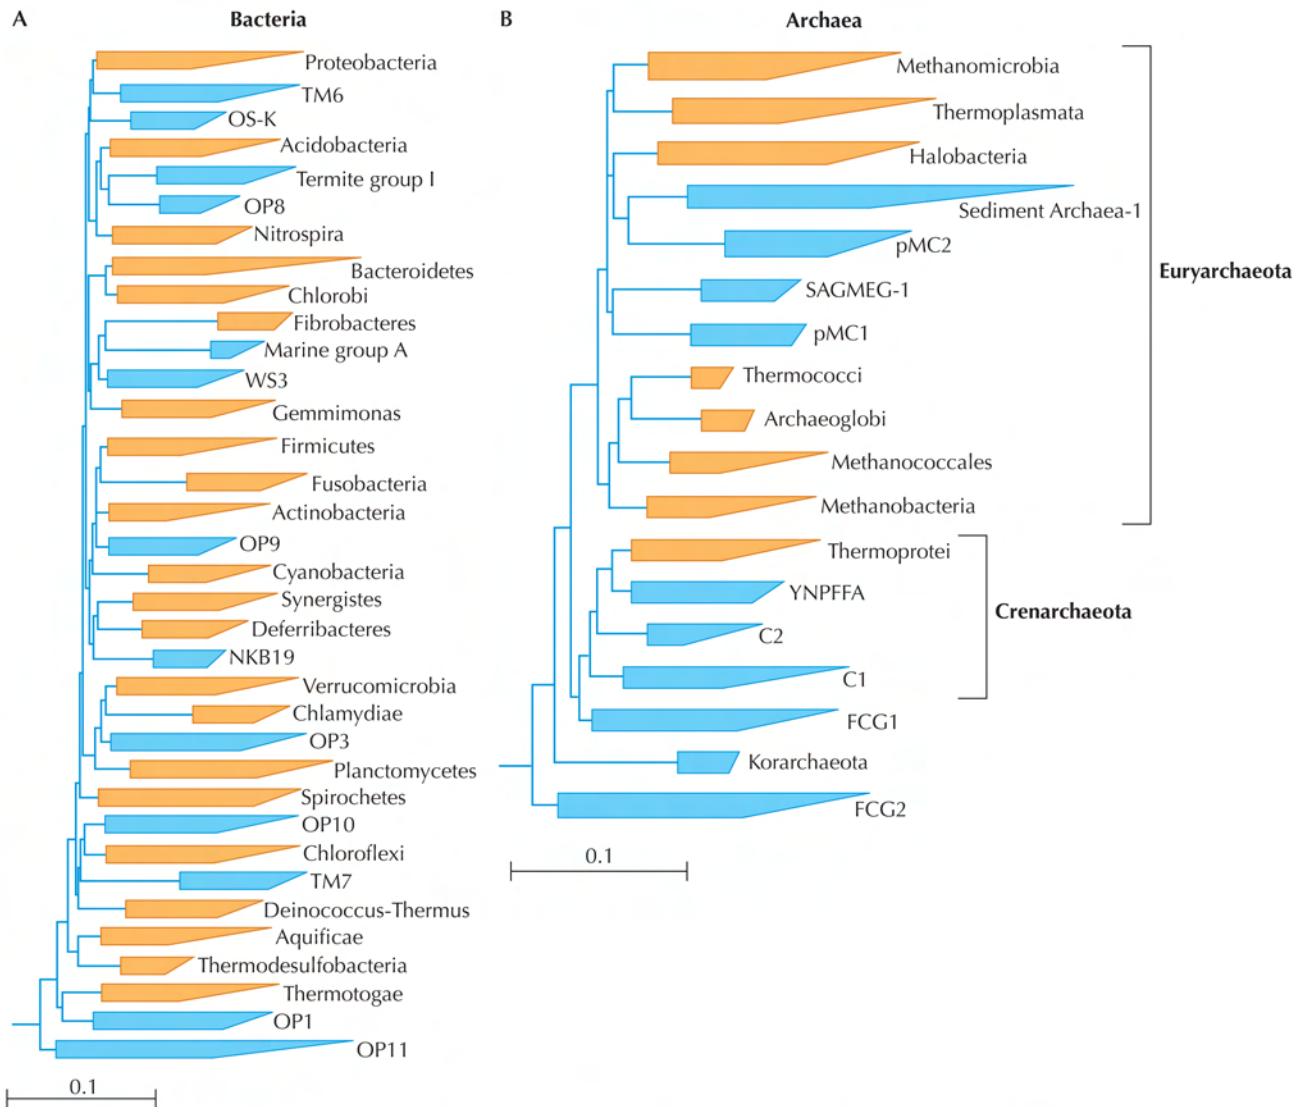 A
Bacteria
Proteobacteria
TM6
OS-K
Acidobacteria
Termite group I
OP8
Nitrospira
Bacteroidetes
Chlorobi
Fibrobacteres
Marine group A
WS3
Gemmimonas
Firmicutes
Fusobacteria
Actinobacteria
OP9
Cyanobacteria
Synergistes
Deferribacteres
NKB19
Verrucomicrobia
Chlamydiae
OP3
Planctomycetes
Spirochetes
OP10
Chloroflexi
TM7
Deinococcus-Thermus
Aquificae
Thermodesulfobacteria
Thermotogae
OP1
OP11
0.1
B
Archaea
Methanomicrobia
Thermoplasmata
Halobacteria
Sediment Archaea-1
pMC2
SAGMEG-1
pMC1
Thermococci
Archaeoglobi
Methanococcales
Methanobacteria
Euryarchaeota
Thermoprotei
YNPFFA
C2
C1
Crenarchaeota
FCG1
Korarchaeota
FCG2
0.1